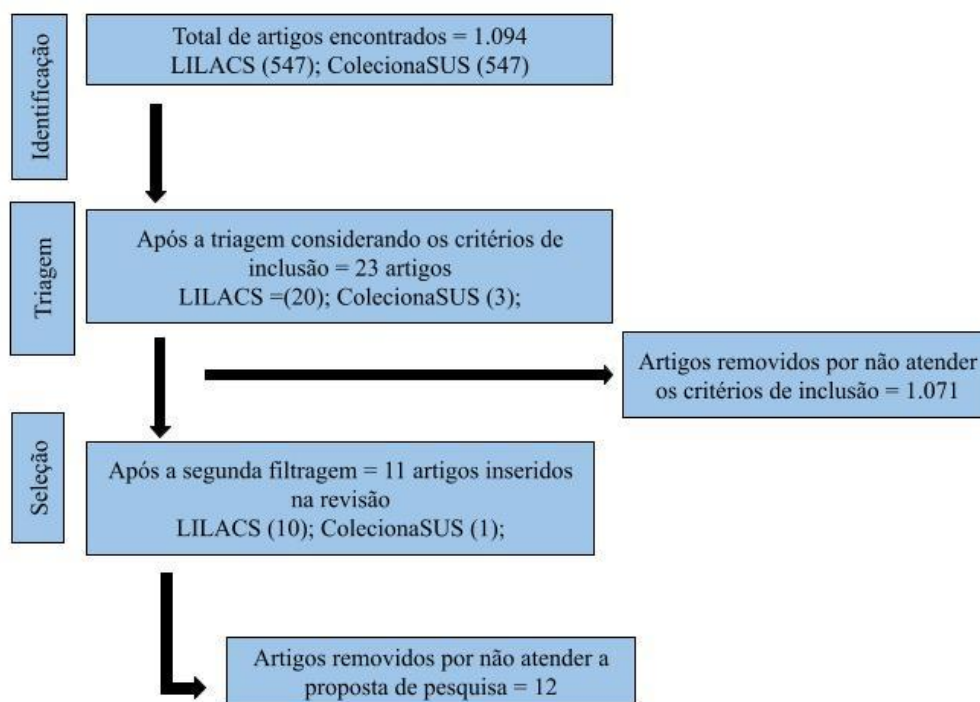 Identificação
Total de artigos encontrados = 1.094
LILACS (547); ColecionaSUS (547)
Triagem
Após a triagem considerando os critérios de
inclusão = 23 artigos
LILACS =(20); ColecionaSUS (3);
Artigos removidos por não atender
os critérios de inclusão = 1.071
Seleção
Após a segunda filtragem = 11 artigos inseridos
na revisão
LILACS (10); ColecionaSUS (1);
Artigos removidos por não atender a
proposta de pesquisa = 12